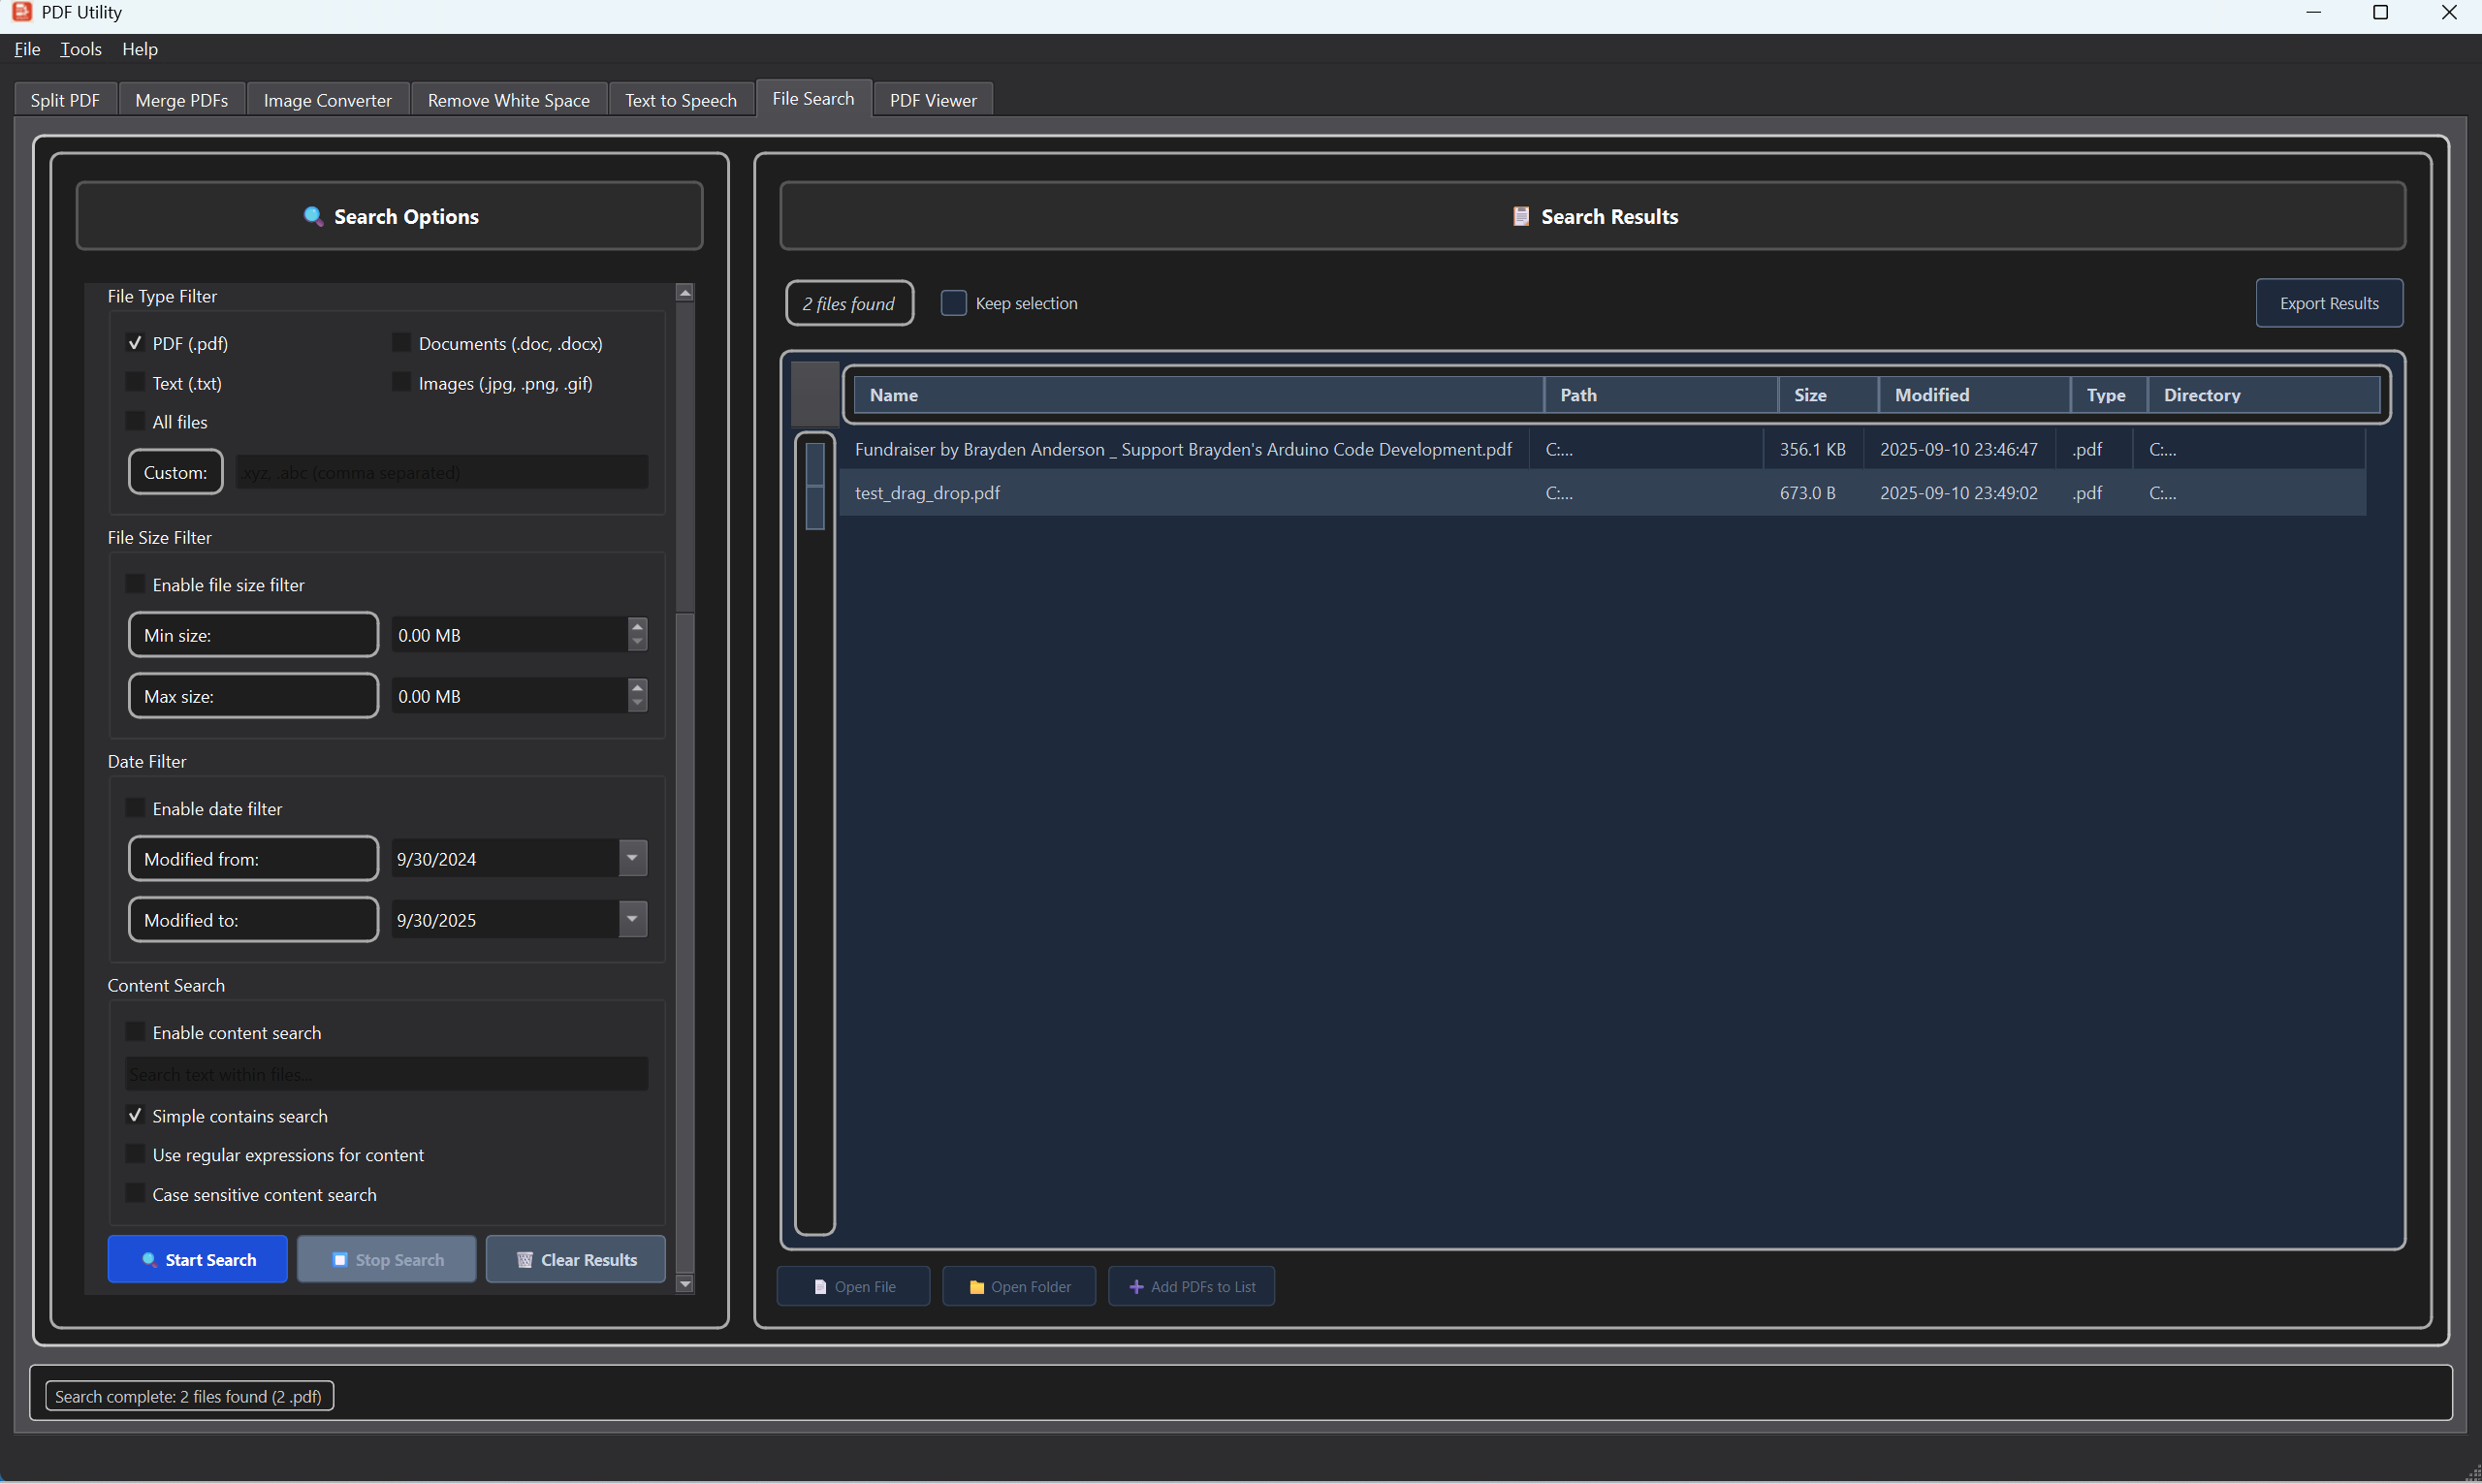 PDF Utility
File Tools Help
Split PDF Merge PDFs Image Converter Remove White Space Text to Speech File Search PDF Viewer
Search Options
File Type Filter
PDF (.pdf) Documents (.doc, .docx)
Text (.txt) Images (.jpg, .png, .gif)
All files
Custom: .xyz, .abc (comma separated)
File Size Filter
Enable file size filter
Min size: 0.00 MB
Max size: 0.00 MB
Date Filter
Enable date filter
Modified from: 9/30/2024
Modified to: 9/30/2025
Content Search
Enable content search
Search text within files...
Simple contains search
Use regular expressions for content
Case sensitive content search
Start Search Stop Search Clear Results
Search Results
2 files found Keep selection Export Results
Name Path Size Modified Type Directory
Fundraiser by Brayden Anderson _ Support Brayden's Arduino Code Development.pdf C:... 356.1 KB 2025-09-10 23:46:47 .pdf C:...
test_drag_drop.pdf C:... 673.0 B 2025-09-10 23:49:02 .pdf C:...
Open File Open Folder Add PDFs to List
Search complete: 2 files found (2 .pdf)